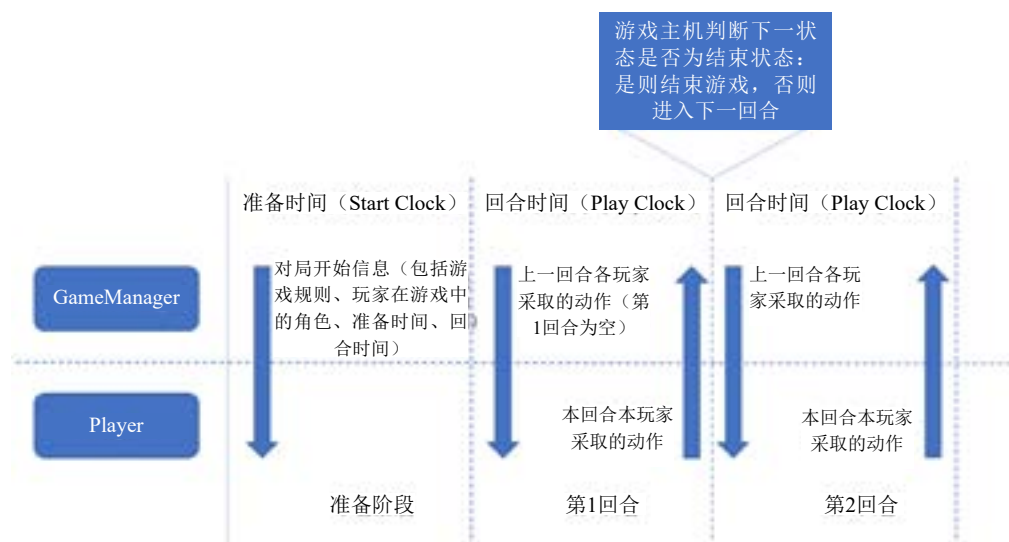 游戏主机判断下一状
态是否为结束状态：
是则结束游戏，否则
进入下一回合
准备时间（Start Clock）
回合时间（Play Clock）
回合时间（Play Clock）
GameManager
对局开始信息（包括游
戏规则、玩家在游戏中
的角色、准备时间、回
合时间）
上一回合各玩家
采取的动作（第
1回合为空）
上一回合各玩
家采取的动作
Player
本回合本玩家
采取的动作
本回合本玩家
采取的动作
准备阶段
第1回合
第2回合